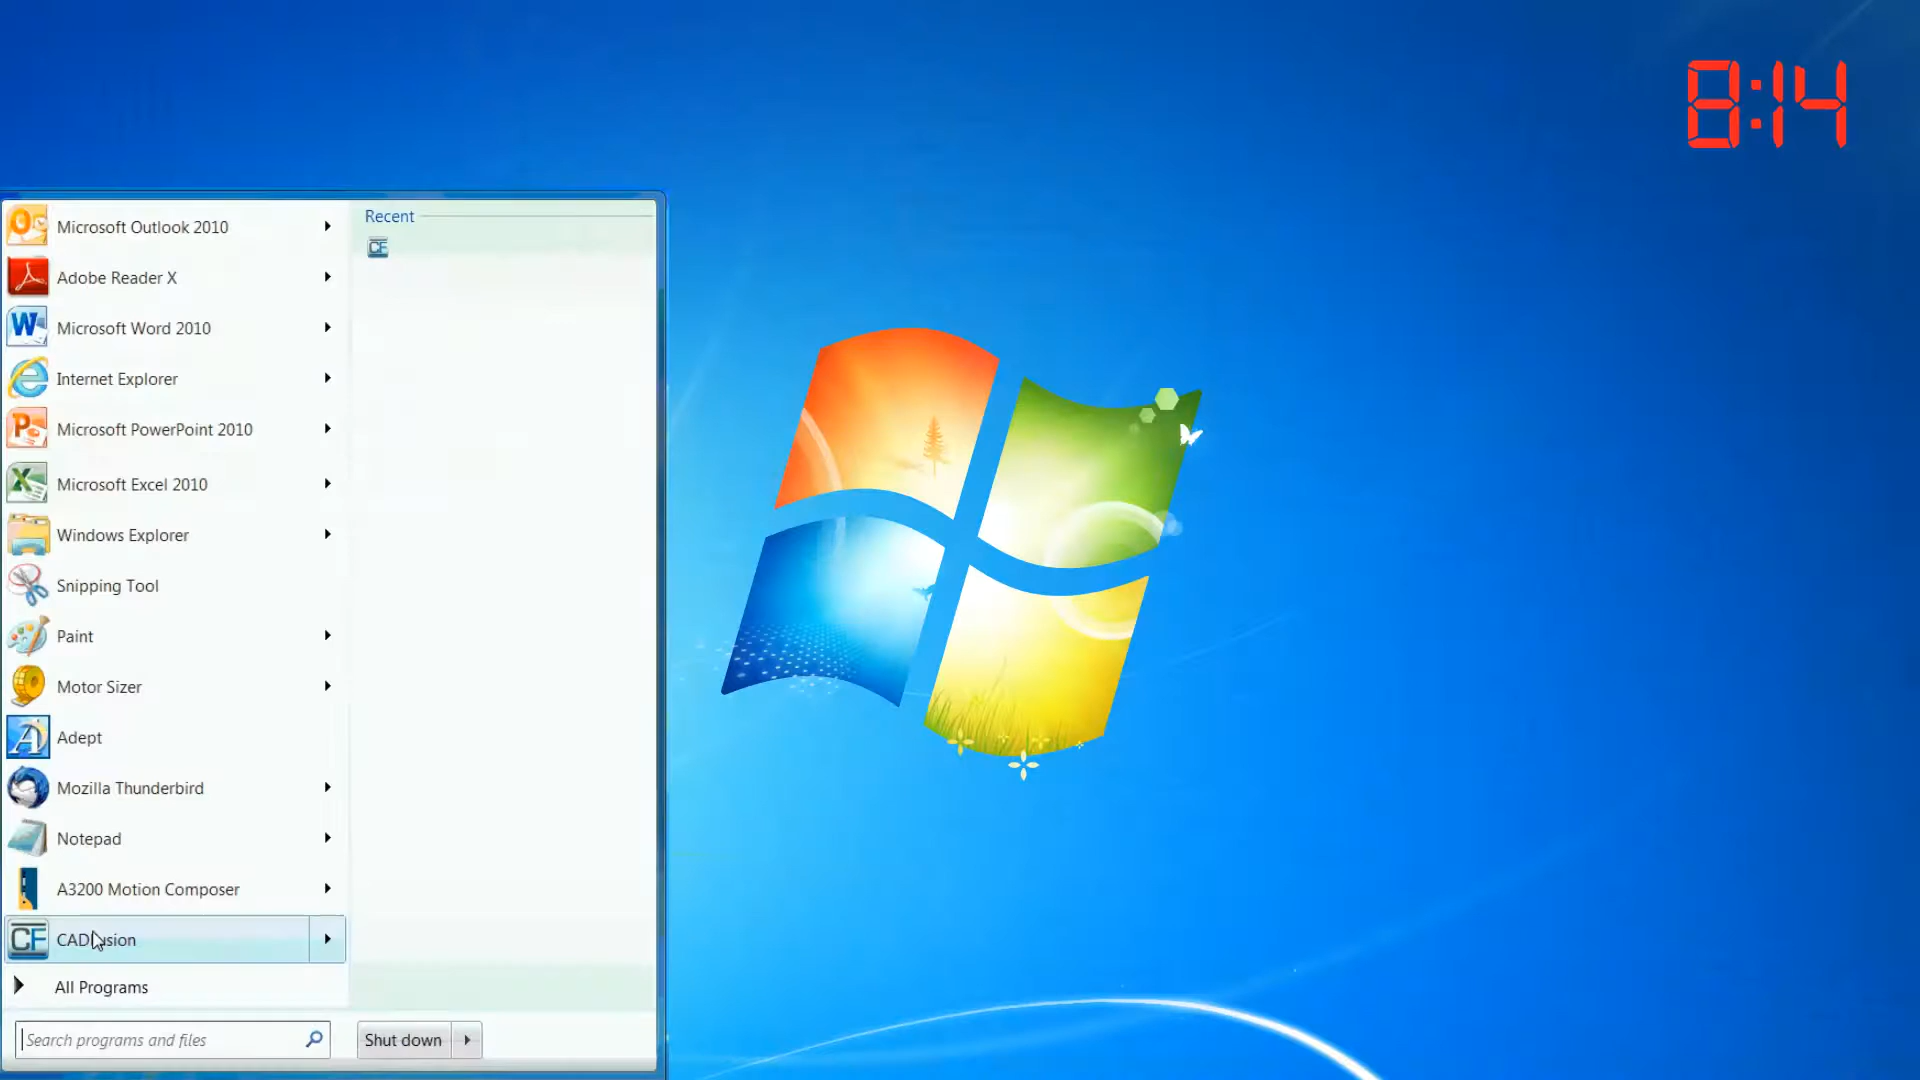 8:14
Microsoft Outlook 2010
Recent
CF
Adobe Reader X
Microsoft Word 2010
Internet Explorer
Microsoft PowerPoint 2010
Microsoft Excel 2010
Windows Explorer
Snipping Tool
Paint
Motor Sizer
Adept
Mozilla Thunderbird
Notepad
A3200 Motion Composer
CF CADFusion
All Programs
Search programs and files
Shut down